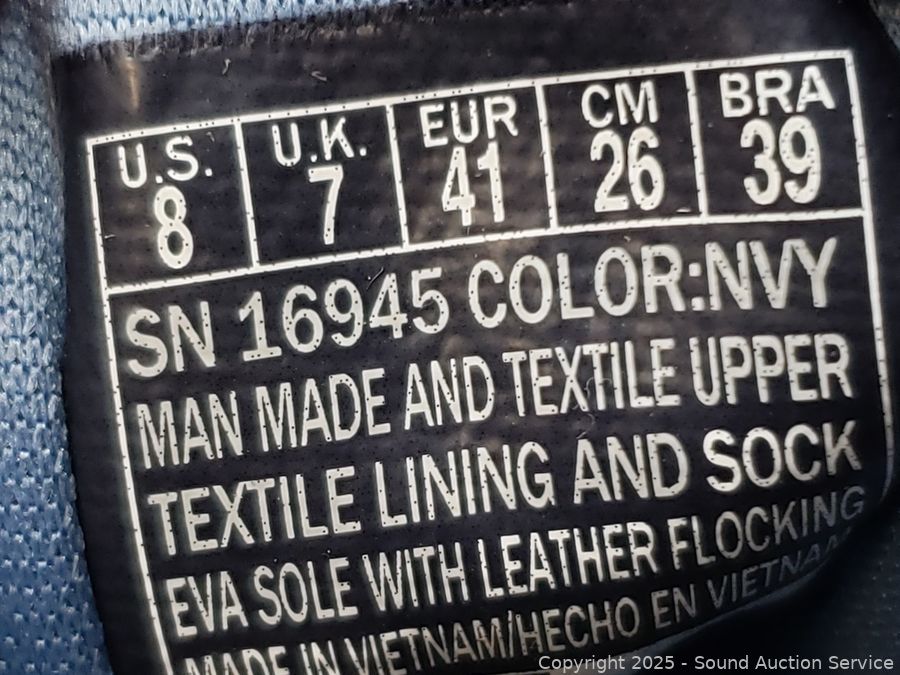 U.S. U.K. EUR CM BRA
8 7 41 26 39
SN 16945 COLOR:NVY
MAN MADE AND TEXTILE UPPER
TEXTILE LINING AND SOCK
EVA SOLE WITH LEATHER FLOCKING
MADE IN VIETNAM/HECHO EN VIETNAM
Copyright 2025 - Sound Auction Service